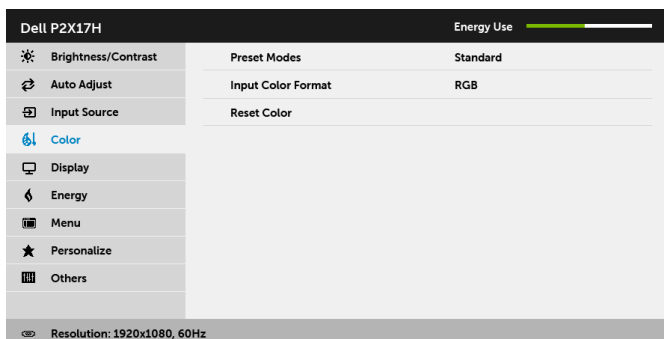 Dell P2X17H Energy Use
Brightness/Contrast Preset Modes Standard
Auto Adjust Input Color Format RGB
Input Source Reset Color
Color
Display
Energy
Menu
Personalize
Others
Resolution: 1920x1080, 60Hz